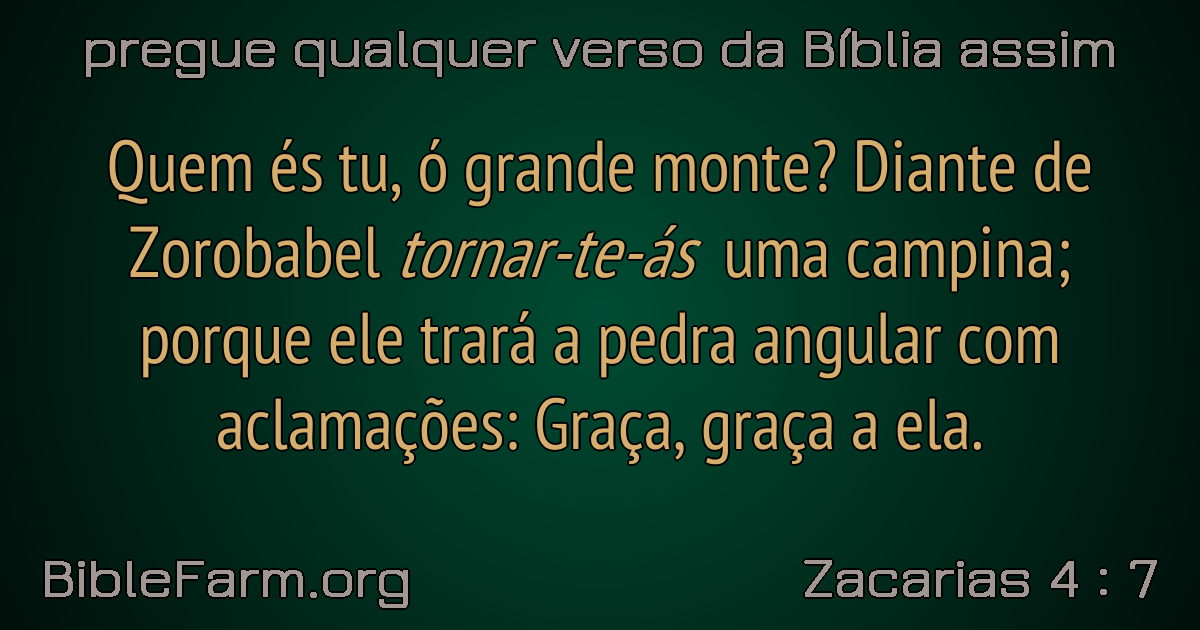 pregue qualquer verso da Bíblia assim
Quem és tu, ó grande monte? Diante de
Zorobabel tornar-te-ás uma campina;
porque ele trará a pedra angular com
aclamações: Graça, graça a ela.
BibleFarm.org
Zacarias 4 : 7